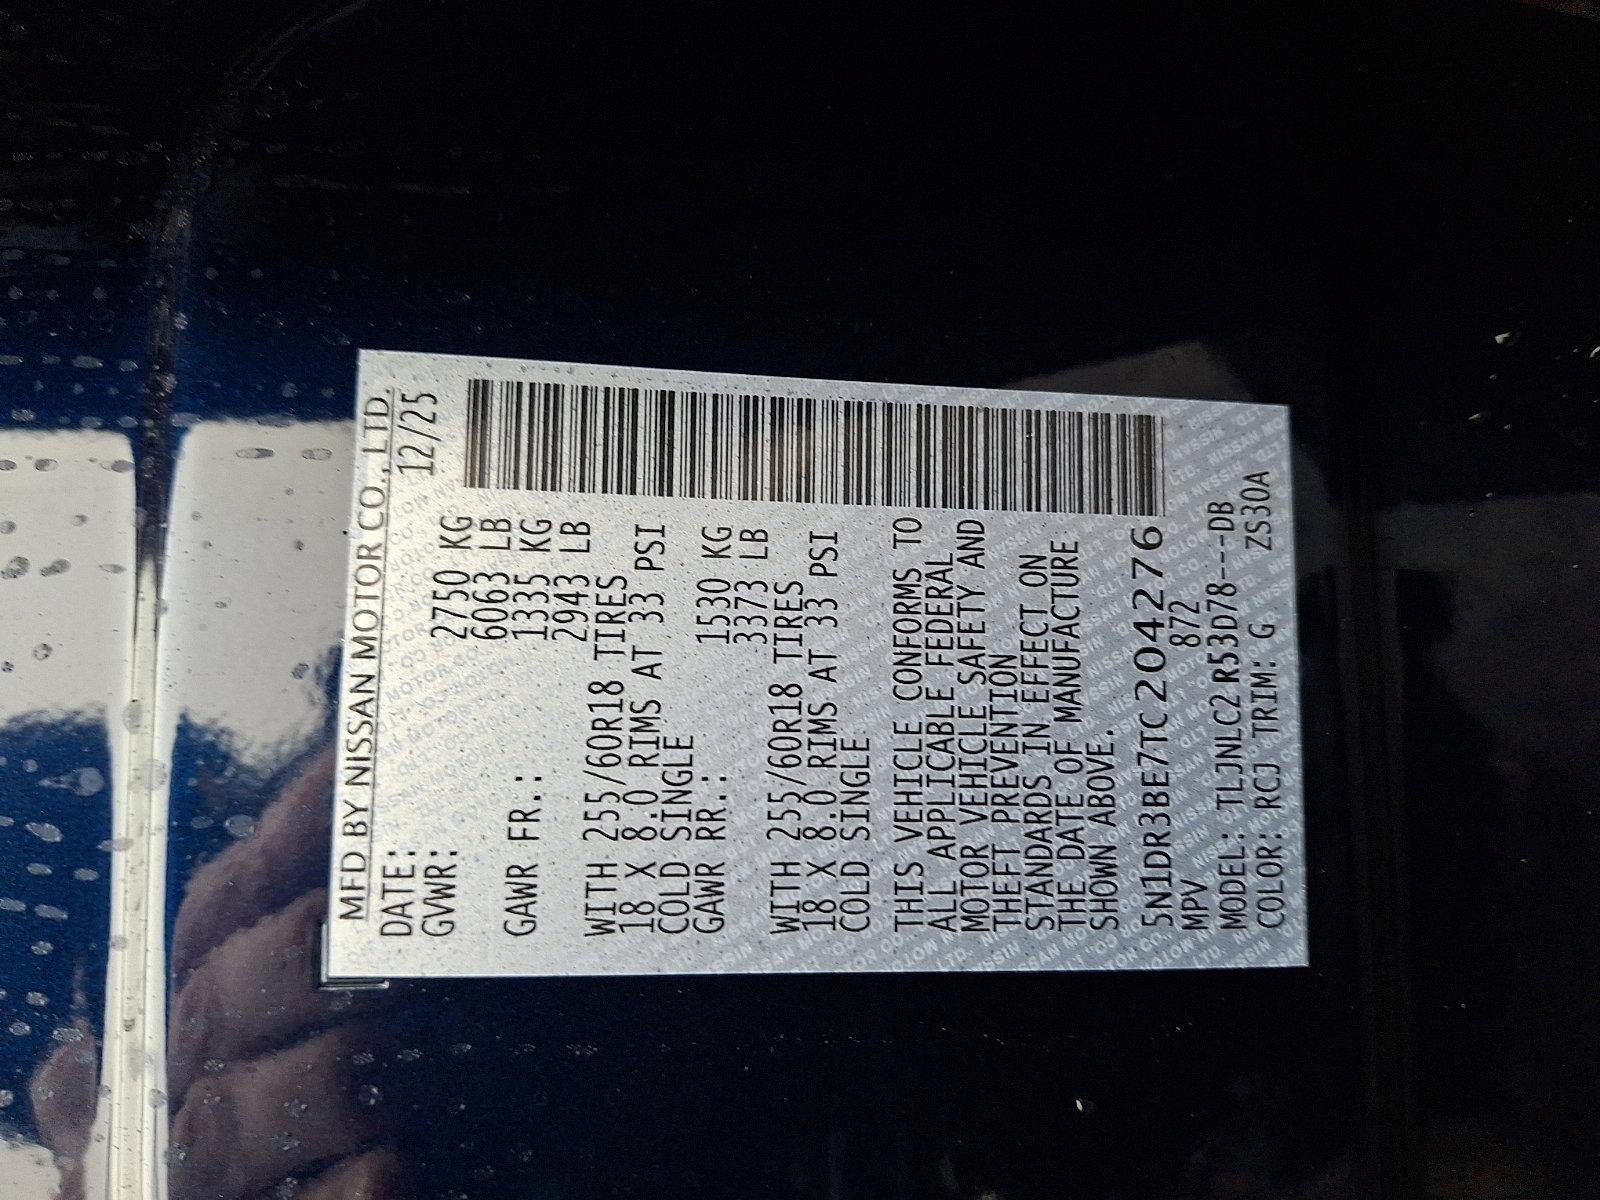 MFD BY NISSAN MOTOR CO., LTD.
DATE: 12/25
GVWR: 2750 KG
6063 LB
GAWR FR.: 1335 KG
2943 LB
WITH 255/60R18 TIRES
18 X 8.0 RIMS AT 33 PSI
COLD SINGLE
GAWR RR.: 1530 KG
3373 LB
WITH 255/60R18 TIRES
18 X 8.0 RIMS AT 33 PSI
COLD SINGLE
THIS VEHICLE CONFORMS TO
ALL APPLICABLE FEDERAL
MOTOR VEHICLE SAFETY AND
THEFT PREVENTION
STANDARDS IN EFFECT ON
THE DATE OF MANUFACTURE
SHOWN ABOVE.
5N1DR3BE7TC204276
MPV 872
MODEL: TLJNLC2R53D78---DB
COLOR: RCJ TRIM: G ZS30A